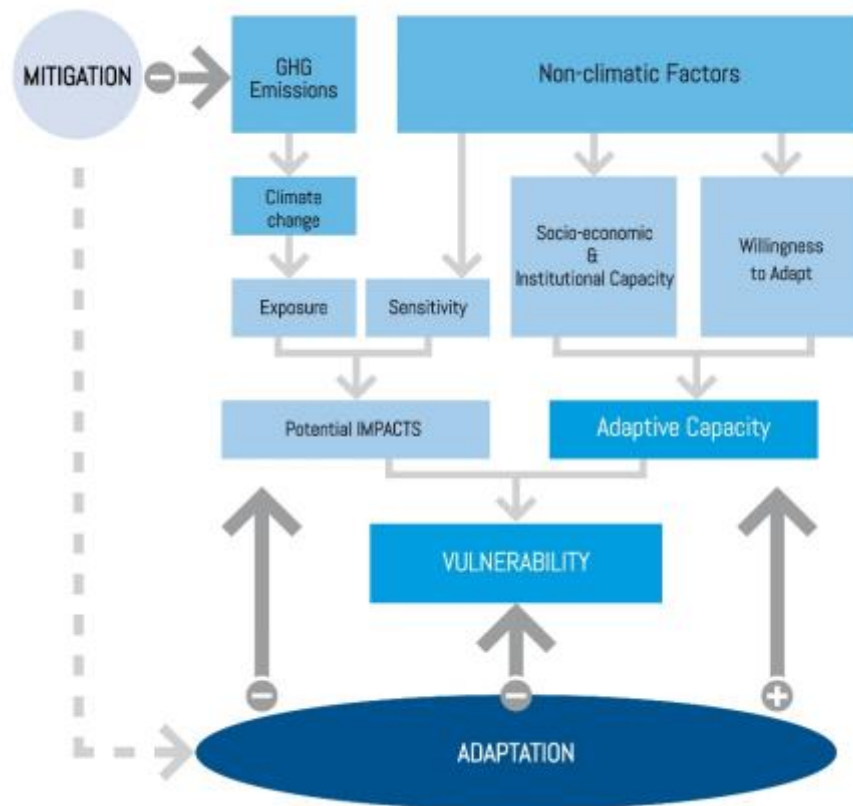 MITIGATION
GHG
Emissions
Non-climatic Factors
Climate
change
Socio-economic
&
Institutional Capacity
Willingness
to Adapt
Exposure
Sensitivity
Potential IMPACTS
Adaptive Capacity
VULNERABILITY
ADAPTATION